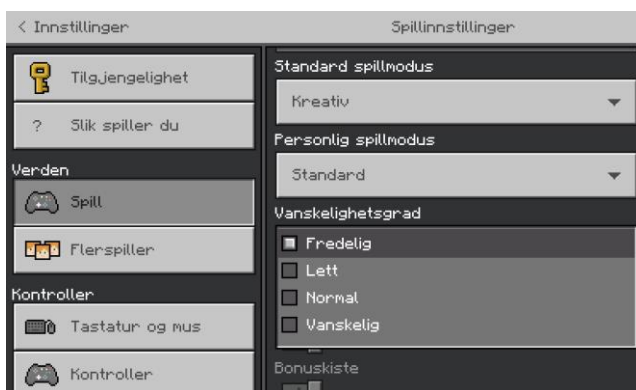 < Innstillinger
Spillinnstillinger
Tilgjengelighet
? Slik spiller du
Verden
Spill
Flerspiller
Kontroller
Tastatur og mus
Kontroller
Standard spillmodus
Kreativ
Personlig spillmodus
Standard
Vanskelighetsgrad
Fredelig
Lett
Normal
Vanskelig
Bonuskiste